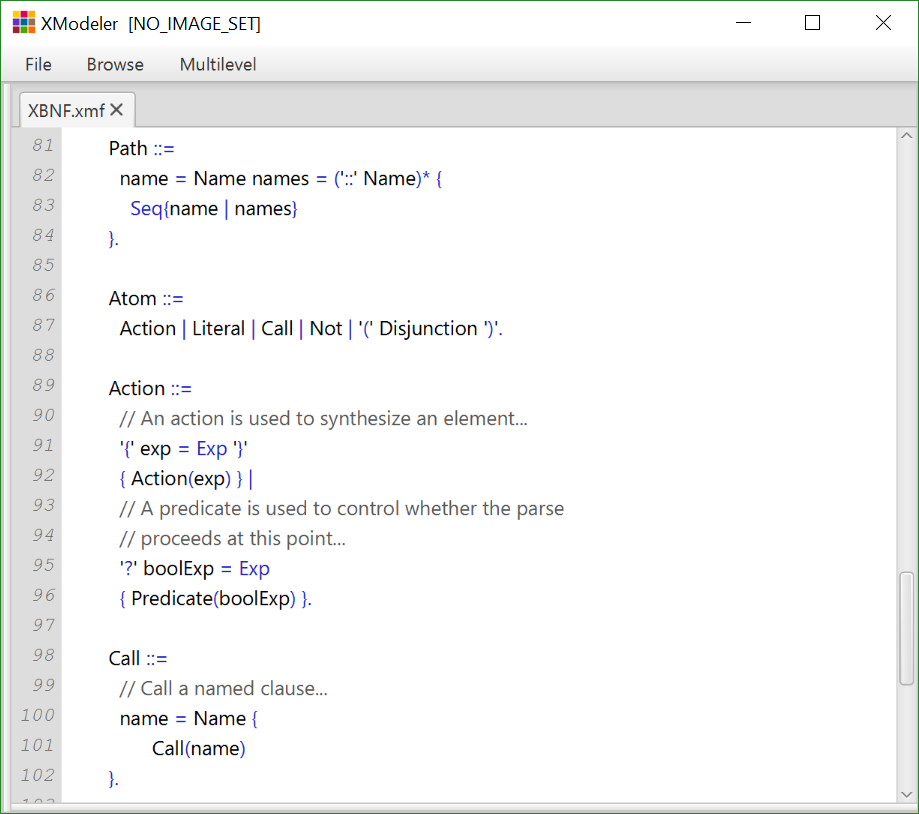 XModeler [NO_IMAGE_SET]
File Browse Multilevel
XBNF.xmf
81 Path ::=
82 name = Name names = ('::' Name)* {
83 Seq{name | names}
84 }.
85
86 Atom ::=
87 Action | Literal | Call | Not | '(' Disjunction ')'.
88
89 Action ::=
90 // An action is used to synthesize an element...
91 '{' exp = Exp '}'
92 { Action(exp) } |
93 // A predicate is used to control whether the parse
94 // proceeds at this point...
95 '?' boolExp = Exp
96 { Predicate(boolExp) }.
97
98 Call ::=
99 // Call a named clause...
100 name = Name {
101 Call(name)
102 }.